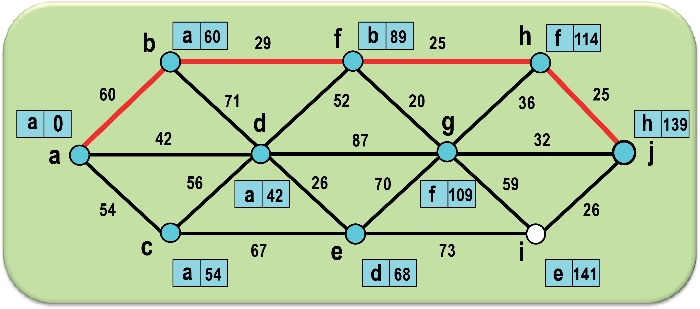 b a 60 29 f b 89 25 h f 114
60 71 52 20 36 25
a 0 42 d 87 g 32 h 139
a j
54 56 a 42 26 70 f 109 59 26
c 67 e 73 i
a 54 d 68 e 141